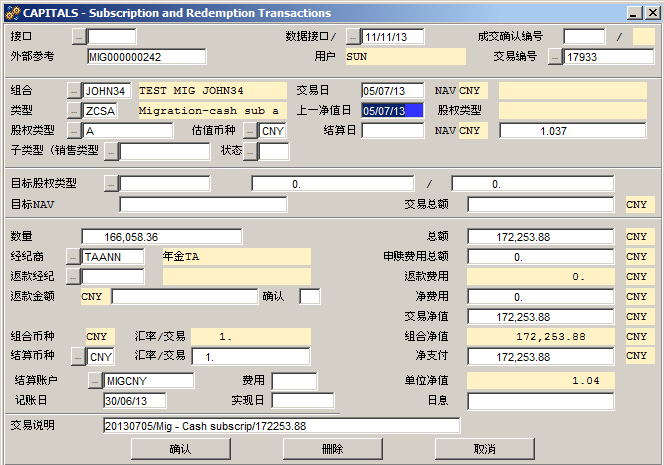 CAPITALS - Subscription and Redemption Transactions
接口 数据接口/ 11/11/13 成交确认编号 /
外部参考 MIG000000242 用户 SUN 交易编号 17933
组合 JOHN34 TEST MIG JOHN34 交易日 05/07/13 NAV CNY
类型 ZCSA Migration-cash sub a 上一净值日 05/07/13 股权类型
股权类型 A 估值币种 CNY 结算日 NAV CNY 1.037
子类型（销售类型 状态
目标股权类型 0. / 0.
目标NAV 交易总额 CNY
数量 166,058.36 总额 172,253.88 CNY
经纪商 TAANN 年金TA 申赎费用总额 0. CNY
返款经纪 返款费用 0. CNY
返款金额 CNY 确认 净费用 0. CNY
交易净值 172,253.88 CNY
组合币种 CNY 汇率/交易 1. 组合净值 172,253.88 CNY
结算币种 CNY 汇率/交易 1. 净支付 172,253.88 CNY
结算账户 MIGCNY 费用 单位净值 1.04
记账日 30/06/13 实现日 日息 CNY
交易说明 20130705/Mig - Cash subscrip/172253.88
确认 删除 取消